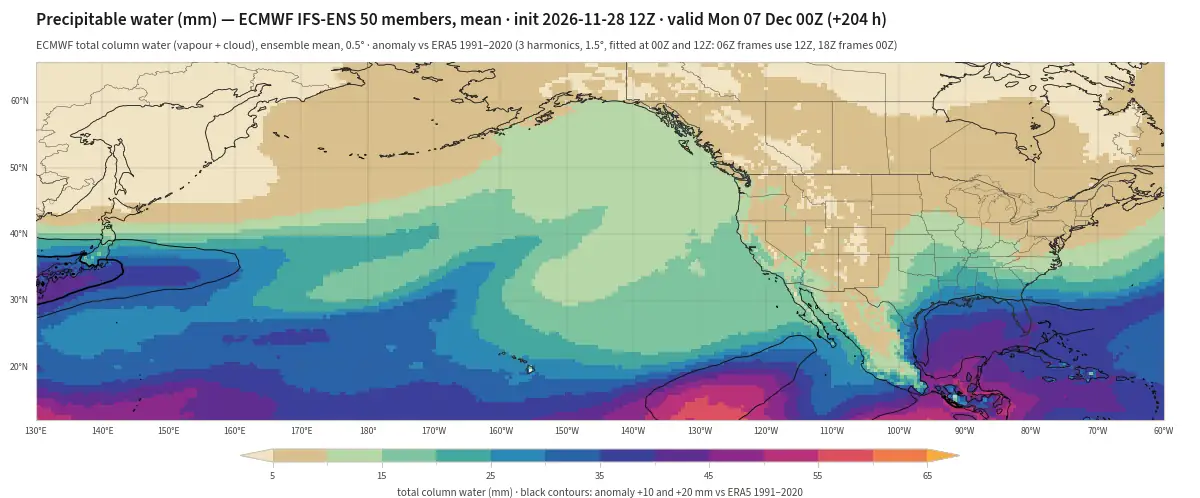 Precipitable water (mm) — ECMWF IFS-ENS 50 members, mean · init 2026-11-28 12Z · valid Mon 07 Dec 00Z (+204 h)
ECMWF total column water (vapour + cloud), ensemble mean, 0.5° · anomaly vs ERA5 1991–2020 (3 harmonics, 1.5°, fitted at 00Z and 12Z: 06Z frames use 12Z, 18Z frames 00Z)
60°N
50°N
40°N
30°N
20°N
130°E 140°E 150°E 160°E 170°E 180° 170°W 160°W 150°W 140°W 130°W 120°W 110°W 100°W 90°W 80°W 70°W 60°W
5 15 25 35 45 55 65
total column water (mm) · black contours: anomaly +10 and +20 mm vs ERA5 1991–2020